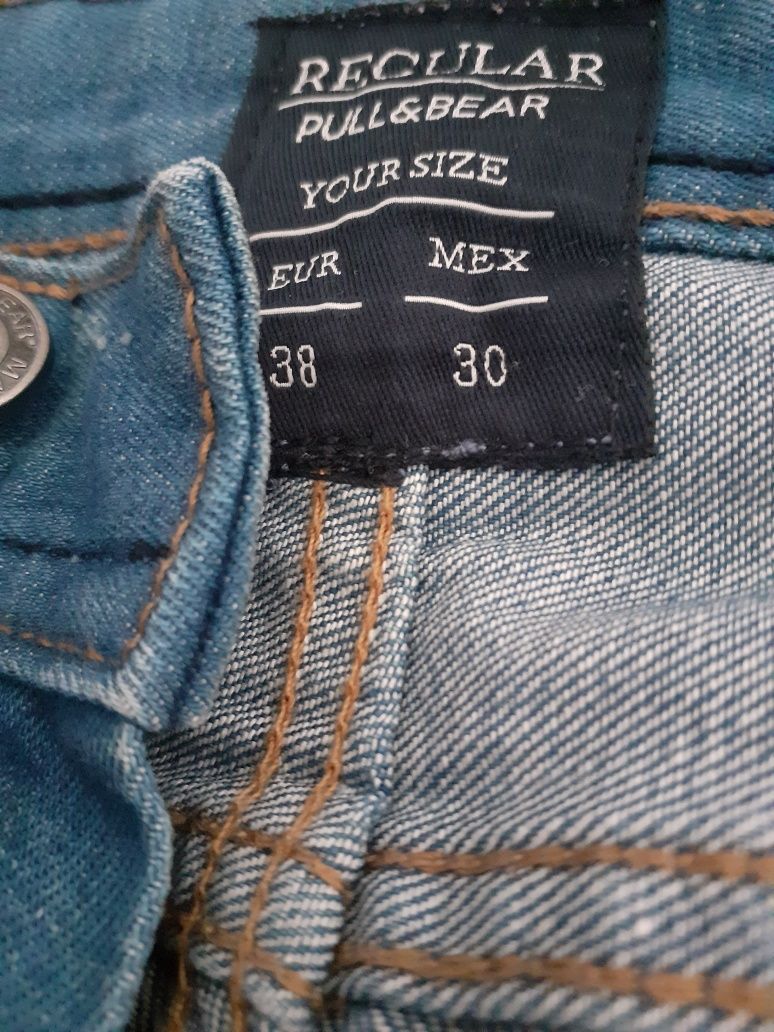 REGULAR
PULL&BEAR
YOUR SIZE
EUR MEX
38 30